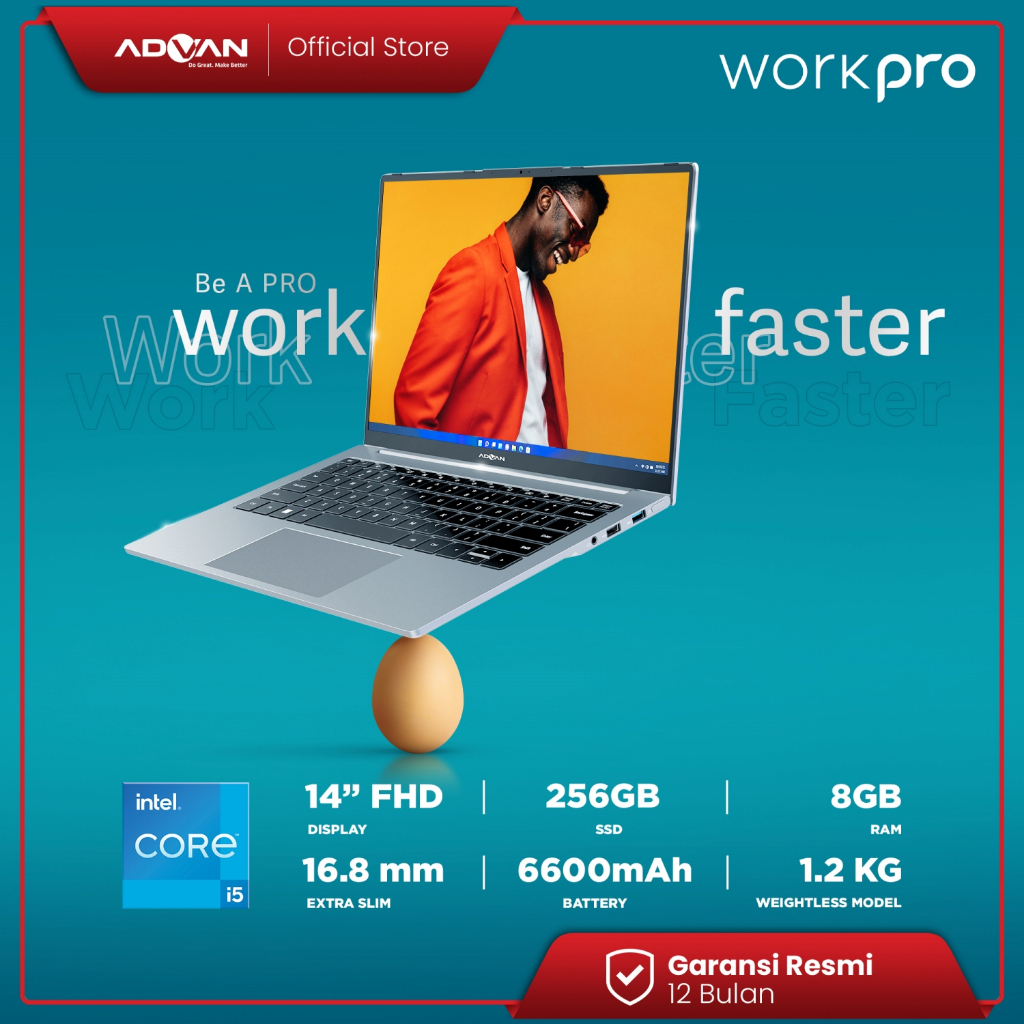 ADVAN
Do Great. Make Better
Official Store
workpro
Be A PRO
work faster
Work
Work Faster
ADVAN
intel.
CORE™
i5
14” FHD
DISPLAY
256GB
SSD
8GB
RAM
16.8 mm
EXTRA SLIM
6600mAh
BATTERY
1.2 KG
WEIGHTLESS MODEL
Garansi Resmi
12 Bulan